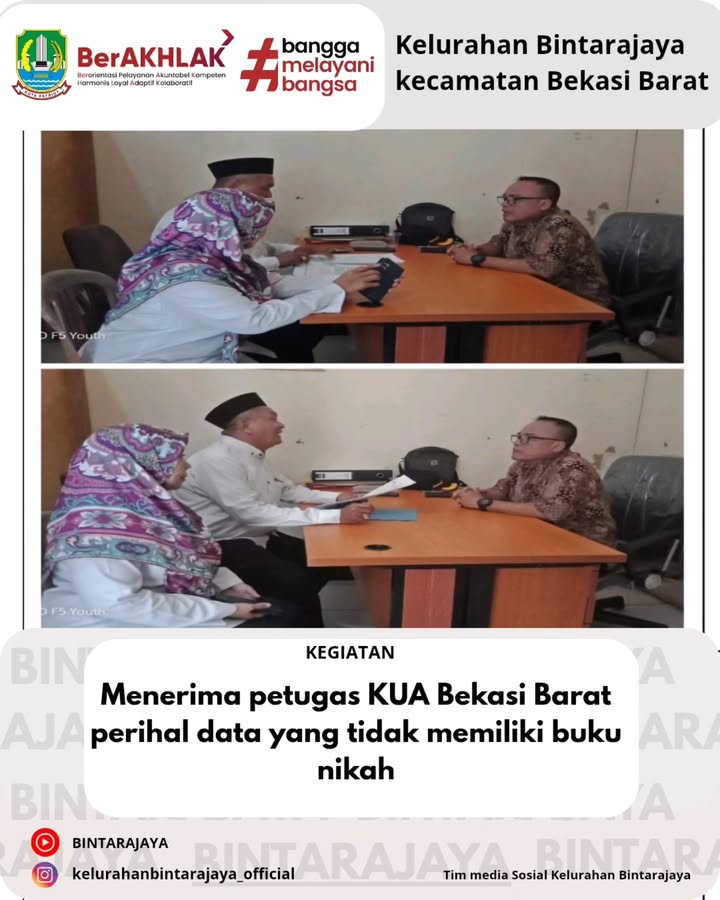 BerAKHLAK
Berorientasi Pelayanan Akuntabel Kompeten
Harmonis Loyal Adaptif Kolaboratif
#bangga
melayani
bangsa
Kelurahan Bintarajaya
kecamatan Bekasi Barat
F5 Youth
F5 Youth
KEGIATAN
Menerima petugas KUA Bekasi Barat
perihal data yang tidak memiliki buku
nikah
BINTARAJAYA
kelurahanbintarajaya_official
Tim media Sosial Kelurahan Bintarajaya
BINTARAJAYA